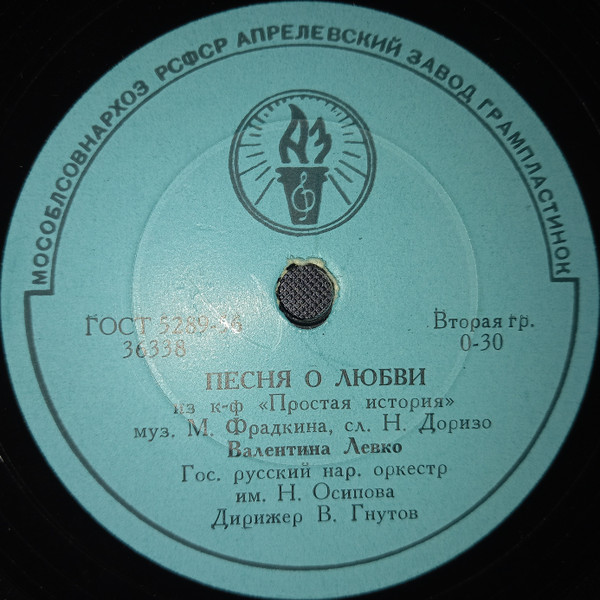 МОСОБЛСОВНАРХОЗ РСФСР АПРЕЛЕВСКИЙ ЗАВОД ГРАМПЛАСТИНОК
АЗ
ГОСТ 5289-56
36338
Вторая гр.
0-30
ПЕСНЯ О ЛЮБВИ
из к-ф «Простая история»
муз. М. Фрадкина, сл. Н. Доризо
Валентина Левко
Гос. русский нар. оркестр
им. Н. Осипова
Дирижер В. Гнутов